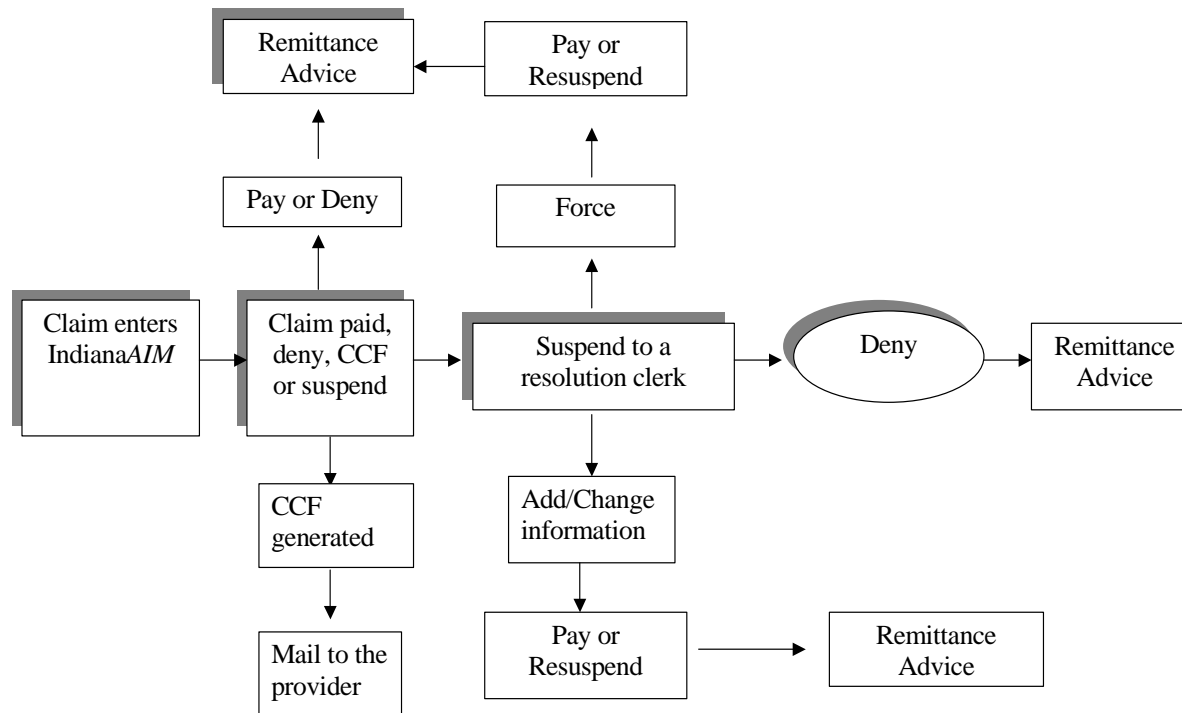 Remittance
Advice
Pay or
Resuspend
Pay or Deny
Force
Claim enters
IndianaAIM
Claim paid,
deny, CCF
or suspend
Suspend to a
resolution clerk
Deny
Remittance
Advice
CCF
generated
Add/Change
information
Mail to the
provider
Pay or
Resuspend
Remittance
Advice